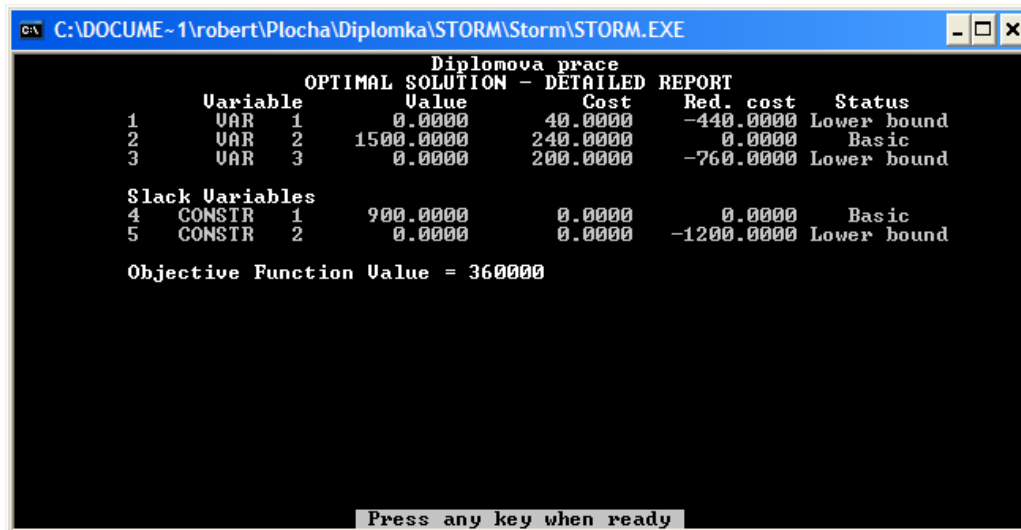 C:\DOCUME~1\robert\Plocha\Diplomka\STORM\Storm\STORM.EXE
Diplomova prace
OPTIMAL SOLUTION - DETAILED REPORT
Variable Value Cost Red. cost Status
1 VAR 1 0.0000 40.0000 -440.0000 Lower bound
2 VAR 2 1500.0000 240.0000 0.0000 Basic
3 VAR 3 0.0000 200.0000 -760.0000 Lower bound
Slack Variables
4 CONSTR 1 900.0000 0.0000 0.0000 Basic
5 CONSTR 2 0.0000 0.0000 -1200.0000 Lower bound
Objective Function Value = 360000
Press any key when ready